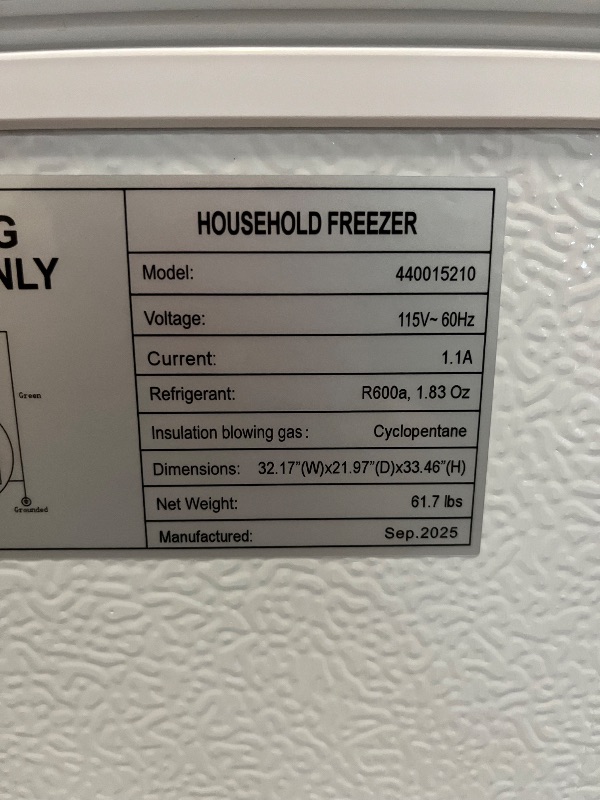 G
NLY
Green
Grounded
HOUSEHOLD FREEZER
Model: 440015210
Voltage: 115V~ 60Hz
Current: 1.1A
Refrigerant: R600a, 1.83 Oz
Insulation blowing gas: Cyclopentane
Dimensions: 32.17"(W)x21.97"(D)x33.46"(H)
Net Weight: 61.7 lbs
Manufactured: Sep.2025